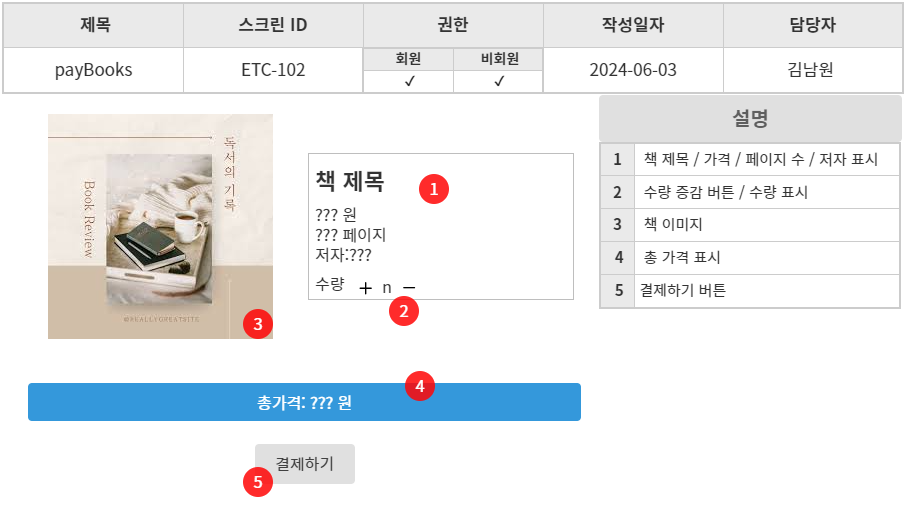 제목 스크린 ID 권한 작성일자 담당자
회원 비회원
payBooks ETC-102 ✓ ✓ 2024-06-03 김남원
설명
1 책 제목 / 가격 / 페이지 수 / 저자 표시
2 수량 증감 버튼 / 수량 표시
3 책 이미지
4 총 가격 표시
5 결제하기 버튼
독서의 기록
Book Review
@REALLYGREATSITE
3
책 제목
1
??? 원
??? 페이지
저자:???
수량 + n −
2
4
총가격: ??? 원
결제하기
5